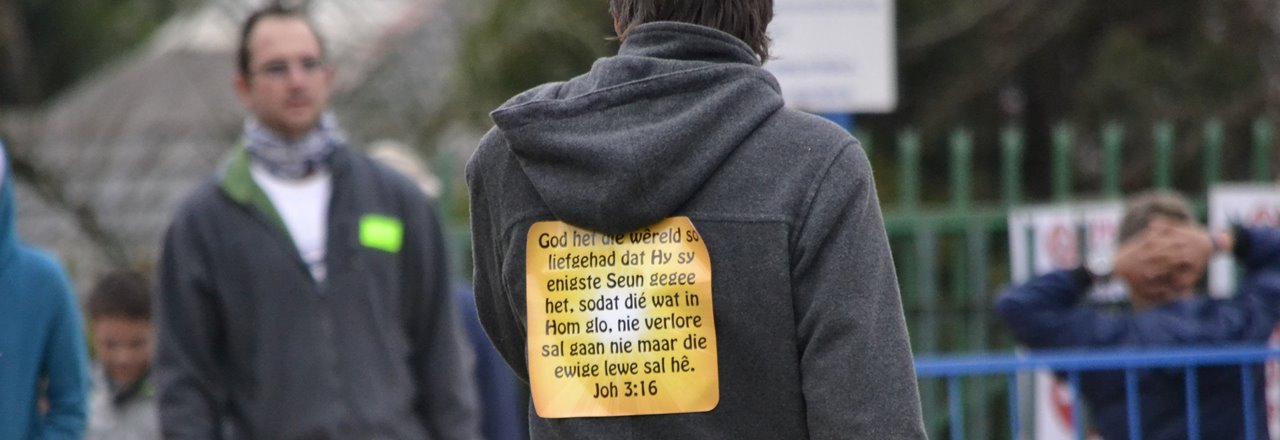 God het die wêreld so
liefgehad dat Hy sy
enigste Seun gegee
het, sodat dié wat in
Hom glo, nie verlore
sal gaan nie maar die
ewige lewe sal hê.
Joh 3:16